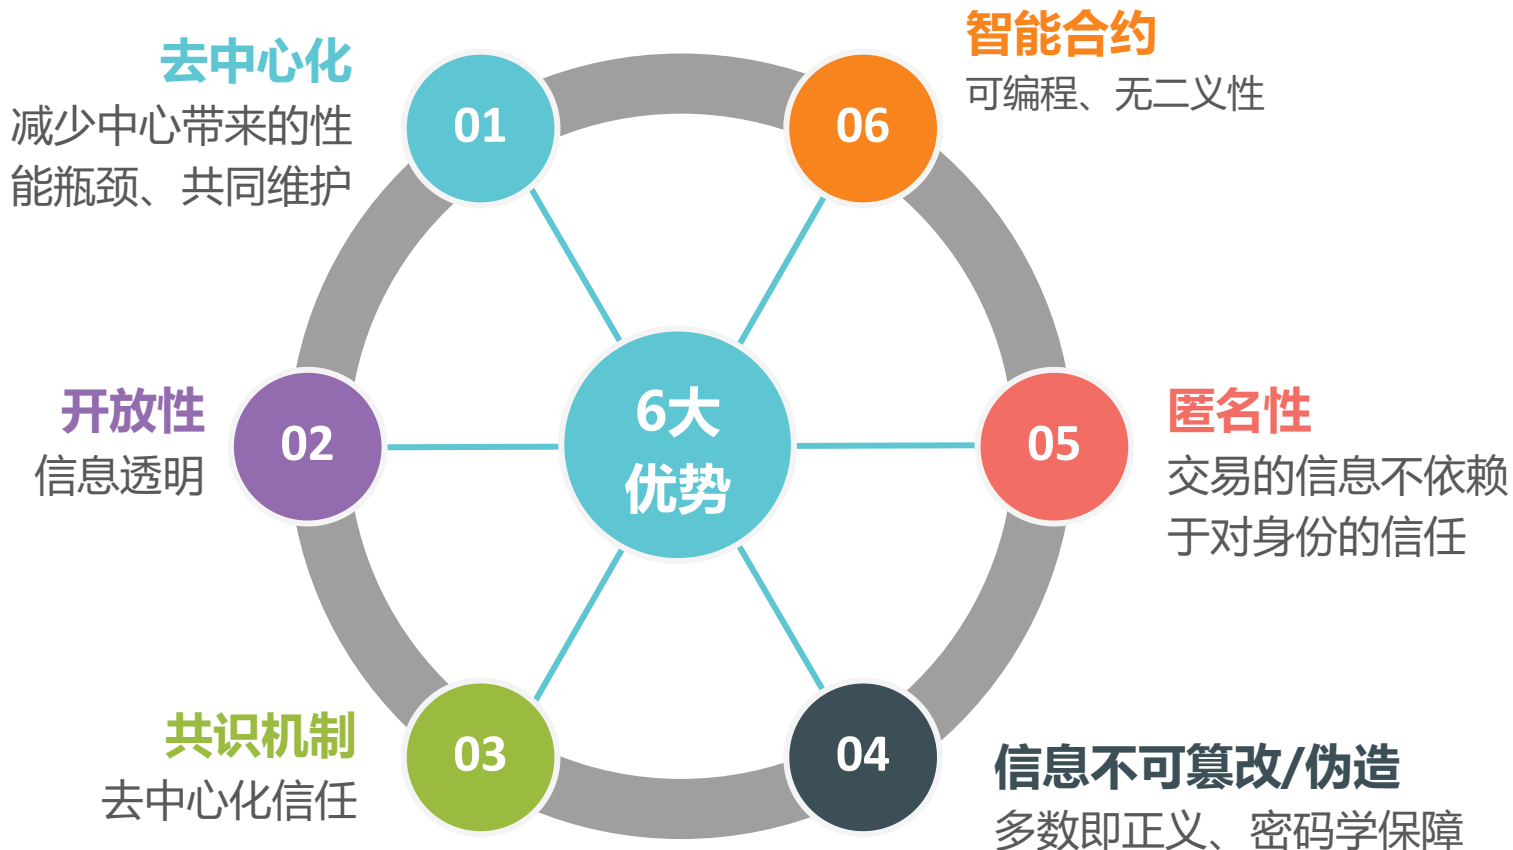 去中心化
减少中心带来的性
能瓶颈、共同维护
01
开放性
信息透明
02
共识机制
去中心化信任
03
6大
优势
信息不可篡改/伪造
多数即正义、密码学保障
04
匿名性
交易的信息不依赖
于对身份的信任
05
智能合约
可编程、无二义性
06